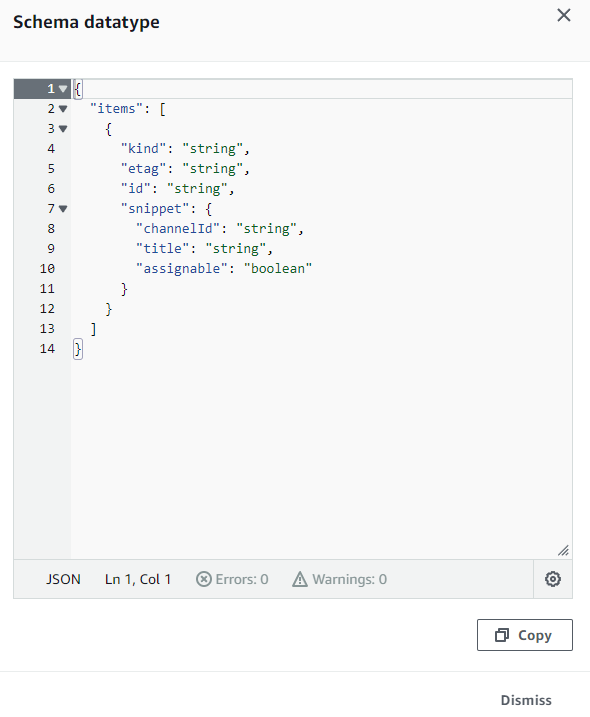 Schema datatype
1 {
2 "items": [
3 {
4 "kind": "string",
5 "etag": "string",
6 "id": "string",
7 "snippet": {
8 "channelId": "string",
9 "title": "string",
10 "assignable": "boolean"
11 }
12 }
13 ]
14 }
JSON Ln 1, Col 1 Errors: 0 Warnings: 0
Copy
Dismiss